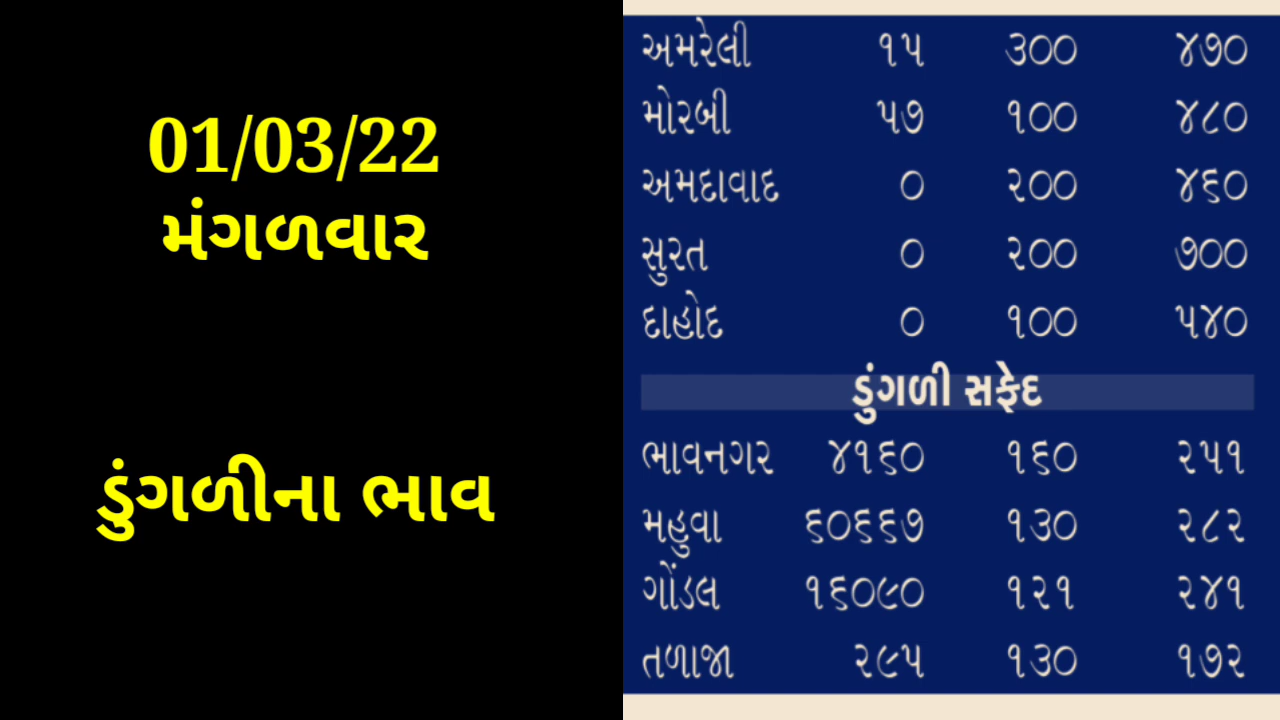 01/03/22
મંગળવાર
ડુંગળીના ભાવ
અમરેલી ૧૫ ૩૦૦ ૪૭૦
મોરબી ૫૭ ૧૦૦ ૪૮૦
અમદાવાદ ૦ ૨૦૦ ૪૬૦
સુરત ૦ ૨૦૦ ૭૦૦
દાહોદ ૦ ૧૦૦ ૫૪૦
ડુંગળી સફેદ
ભાવનગર ૪૧૬૦ ૧૬૦ ૨૫૧
મહુવા ૬૦૬૬૭ ૧૩૦ ૨૮૨
ગોંડલ ૧૬૦૯૦ ૧૨૧ ૨૪૧
તળાજા ૨૯૫ ૧૩૦ ૧૭૨